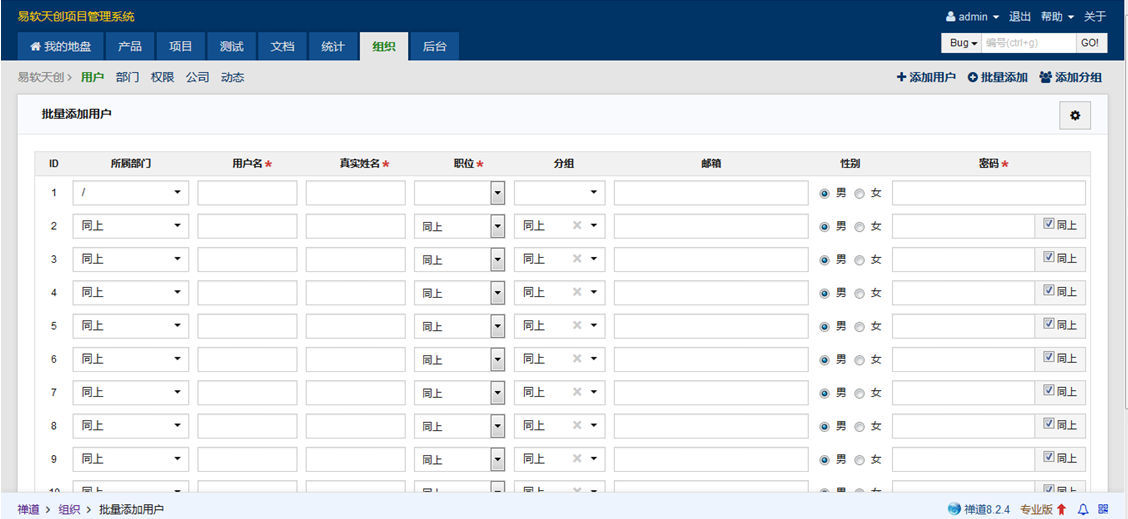 易软天创项目管理系统 admin 退出 帮助 关于
我的地盘 产品 项目 测试 文档 统计 组织 后台 Bug 编号(ctrl+g) GO!
易软天创 > 用户 部门 权限 公司 动态 添加用户 批量添加 添加分组
批量添加用户
ID 所属部门 用户名* 真实姓名* 职位* 分组 邮箱 性别 密码*
1 / 男 女
2 同上 同上 同上 男 女 同上
3 同上 同上 同上 男 女 同上
4 同上 同上 同上 男 女 同上
5 同上 同上 同上 男 女 同上
6 同上 同上 同上 男 女 同上
7 同上 同上 同上 男 女 同上
8 同上 同上 同上 男 女 同上
9 同上 同上 同上 男 女 同上
10 同上 同上 同上 男 女 同上
禅道 > 组织 > 批量添加用户 禅道8.2.4 专业版